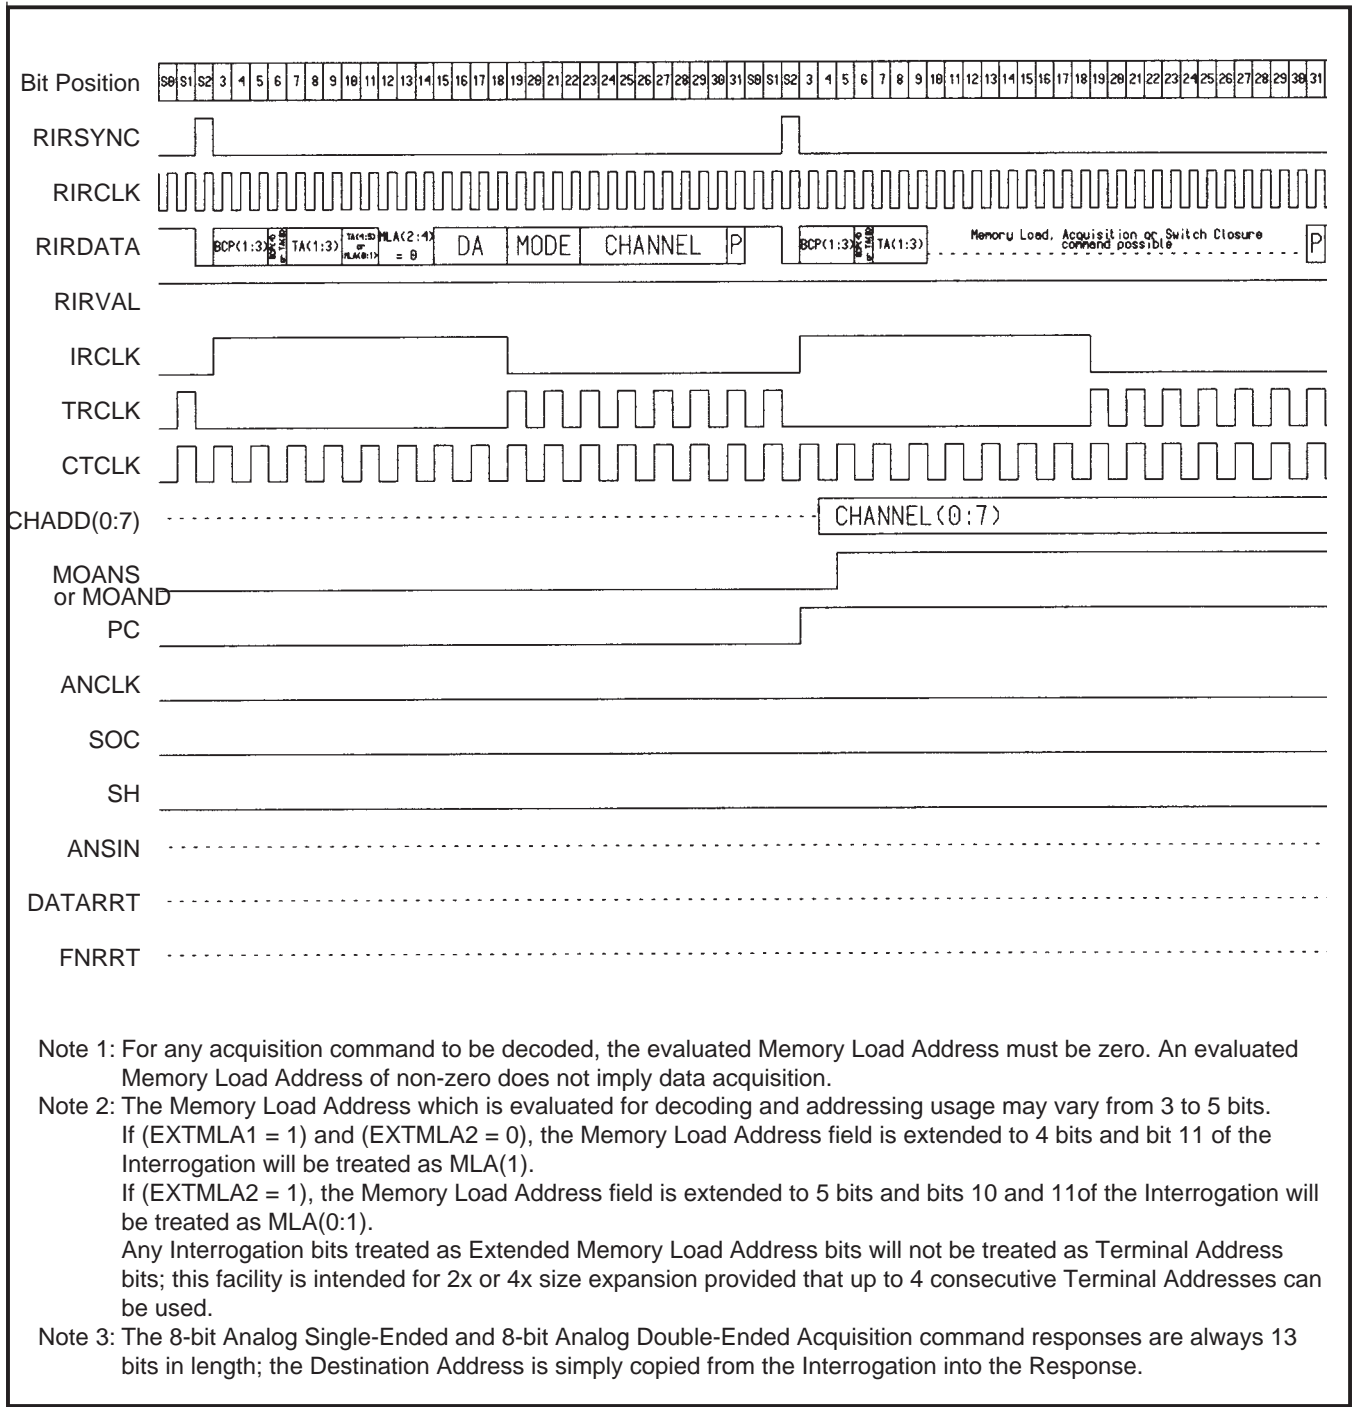 Bit Position S0 S1 S2 3 4 5 6 7 8 9 10 11 12 13 14 15 16 17 18 19 20 21 22 23 24 25 26 27 28 29 30 31 S0 S1 S2 3 4 5 6 7 8 9 10 11 12 13 14 15 16 17 18 19 20 21 22 23 24 25 26 27 28 29 30 31
RIRSYNC
RIRCLK
RIRDATA BCP(1:3) TA(1:3) TA(4:5) or MLA(0:1) MLA(2:4) = 0 DA MODE CHANNEL P BCP(1:3) TA(1:3) Memory Load, Acquisition or Switch Closure command possible P
RIRVAL
IRCLK
TRCLK
CTCLK
CHADD(0:7) CHANNEL(0:7)
MOANS
or MOAND
PC
ANCLK
SOC
SH
ANSIN
DATARRT
FNRRT
Note 1: For any acquisition command to be decoded, the evaluated Memory Load Address must be zero. An evaluated
Memory Load Address of non-zero does not imply data acquisition.
Note 2: The Memory Load Address which is evaluated for decoding and addressing usage may vary from 3 to 5 bits.
If (EXTMLA1 = 1) and (EXTMLA2 = 0), the Memory Load Address field is extended to 4 bits and bit 11 of the
Interrogation will be treated as MLA(1).
If (EXTMLA2 = 1), the Memory Load Address field is extended to 5 bits and bits 10 and 11of the Interrogation will
be treated as MLA(0:1).
Any Interrogation bits treated as Extended Memory Load Address bits will not be treated as Terminal Address
bits; this facility is intended for 2x or 4x size expansion provided that up to 4 consecutive Terminal Addresses can
be used.
Note 3: The 8-bit Analog Single-Ended and 8-bit Analog Double-Ended Acquisition command responses are always 13
bits in length; the Destination Address is simply copied from the Interrogation into the Response.